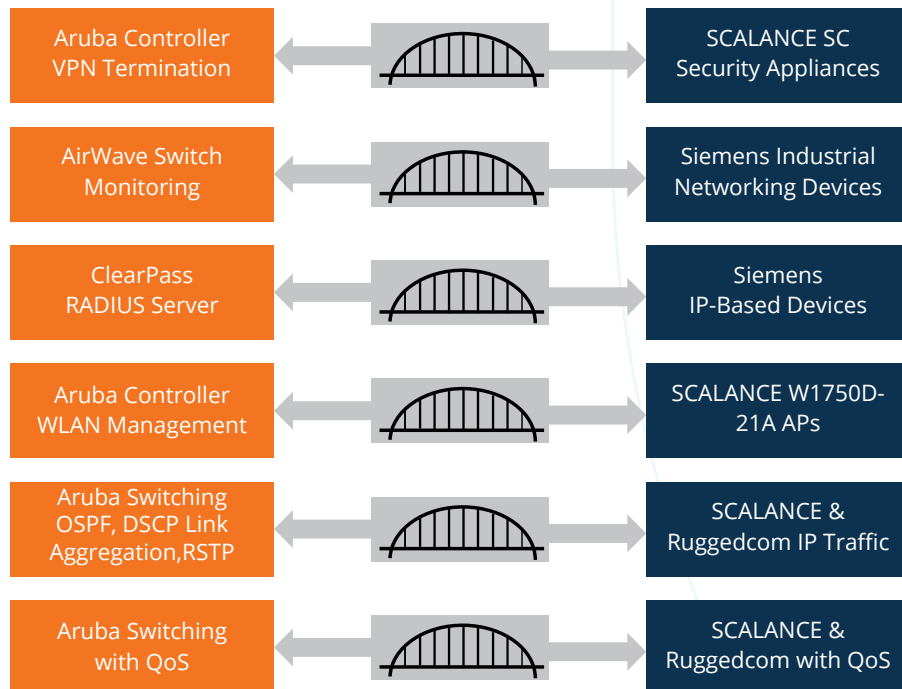 Aruba Controller
VPN Termination
SCALANCE SC
Security Appliances
AirWave Switch
Monitoring
Siemens Industrial
Networking Devices
ClearPass
RADIUS Server
Siemens
IP-Based Devices
Aruba Controller
WLAN Management
SCALANCE W1750D-
21A APs
Aruba Switching
OSPF, DSCP Link
Aggregation,RSTP
SCALANCE &
Ruggedcom IP Traffic
Aruba Switching
with QoS
SCALANCE &
Ruggedcom with QoS